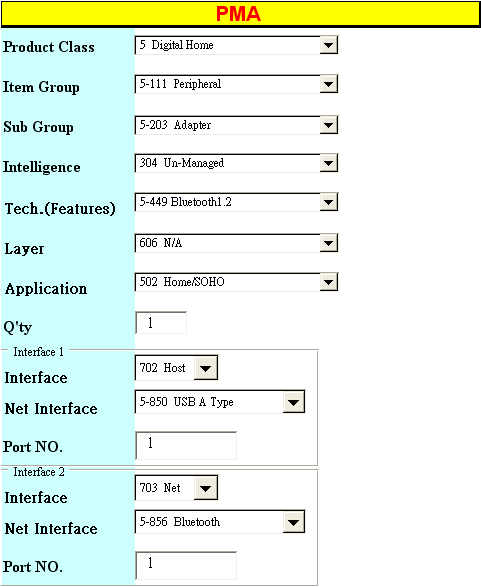 PMA
Product Class 5 Digital Home
Item Group 5-111 Peripheral
Sub Group 5-203 Adapter
Intelligence 304 Un-Managed
Tech.(Features) 5-449 Bluetooth1.2
Layer 606 N/A
Application 502 Home/SOHO
Q'ty 1
Interface 1
Interface 702 Host
Net Interface 5-850 USB A Type
Port NO. 1
Interface 2
Interface 703 Net
Net Interface 5-856 Bluetooth
Port NO. 1